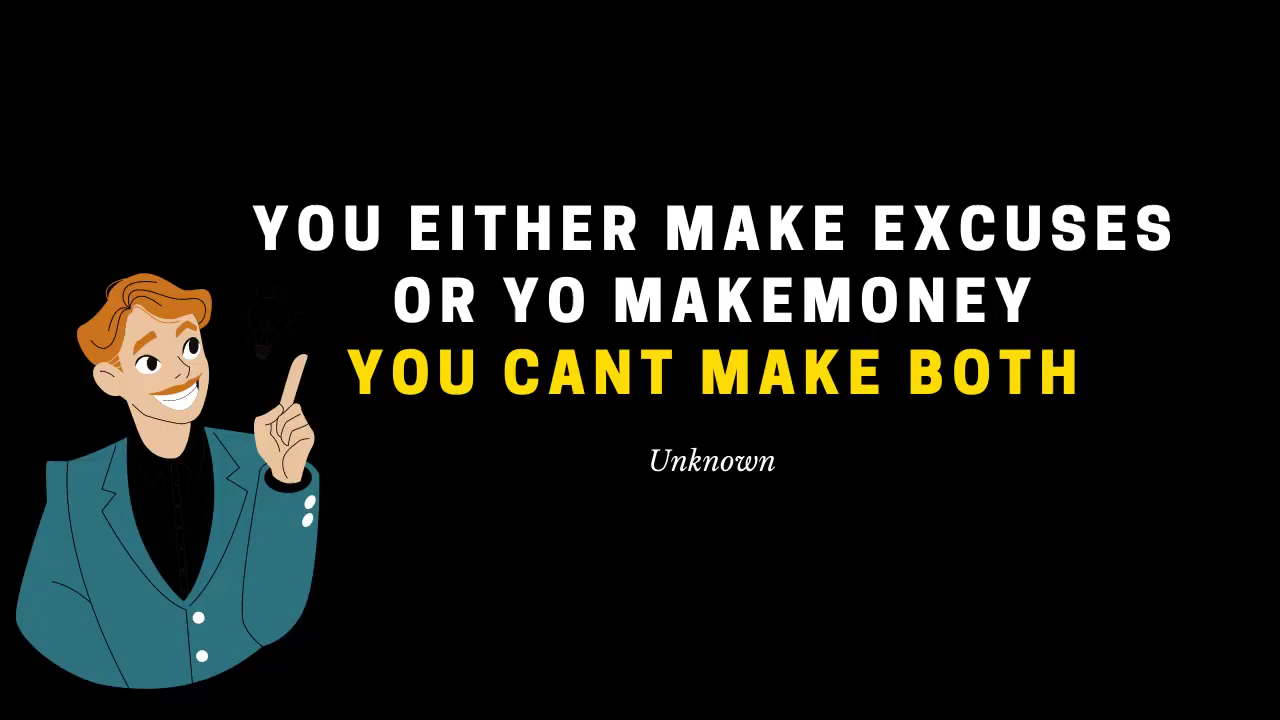 YOU EITHER MAKE EXCUSES
OR YO MAKEMONEY
YOU CANT MAKE BOTH
Unknown